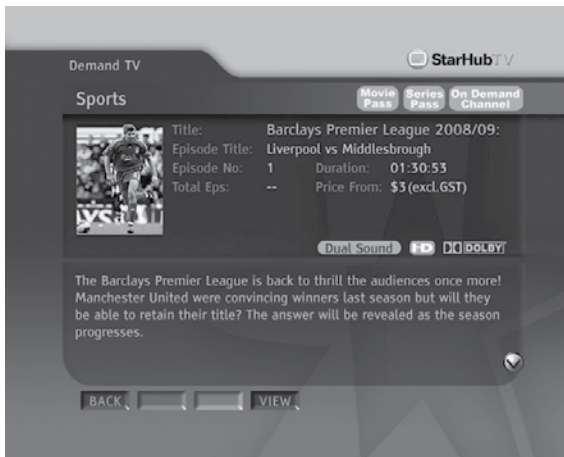 Demand TV
StarHub TV
Sports
Movie Pass
Series Pass
On Demand Channel
Title: Barclays Premier League 2008/09:
Episode Title: Liverpool vs Middlesbrough
Episode No: 1 Duration: 01:30:53
Total Eps: -- Price From: $3(excl.GST)
Dual Sound HD DOLBY
The Barclays Premier League is back to thrill the audiences once more!
Manchester United were convincing winners last season but will they
be able to retain their title? The answer will be revealed as the season
progresses.
BACK VIEW